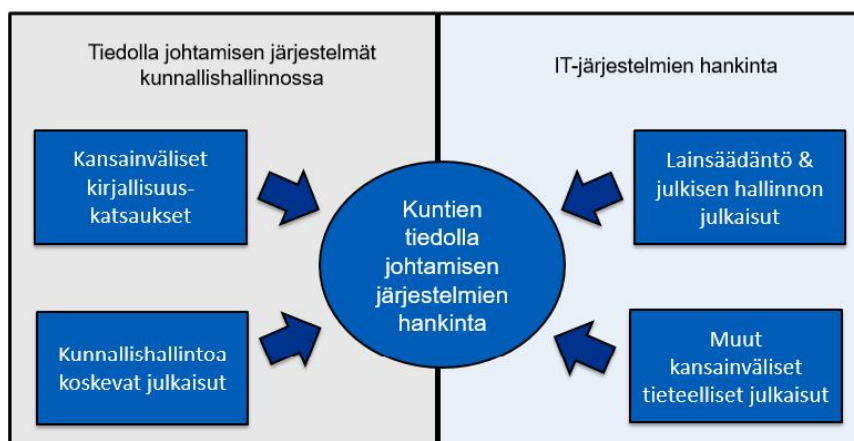 Tiedolla johtamisen järjestelmät
kunnallishallinnossa
Kansainväliset
kirjallisuus-
katsaukset
Kunnallishallintoa
koskevat julkaisut
Kuntien
tiedolla
johtamisen
järjestelmien
hankinta
IT-järjestelmien hankinta
Lainsäädäntö &
julkisen hallinnon
julkaisut
Muut
kansainväliset
tieteelliset julkaisut